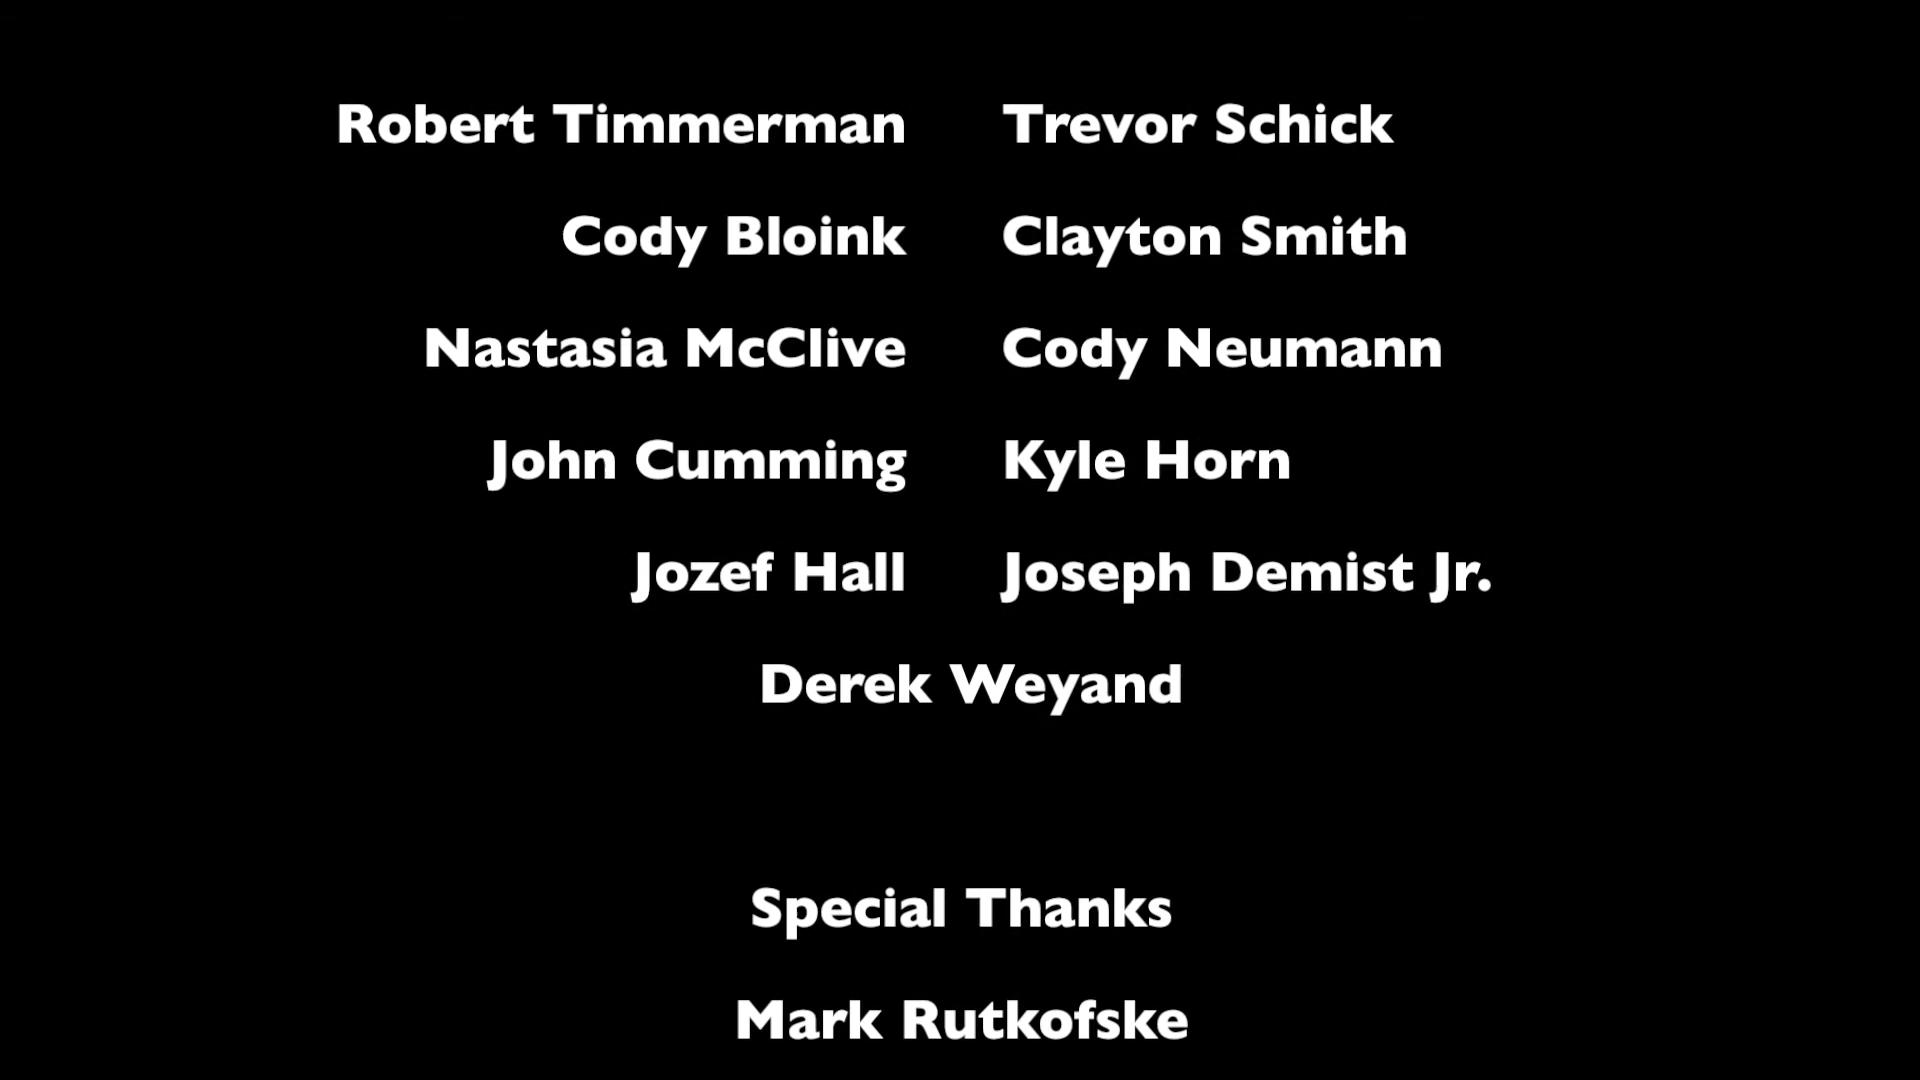 Robert Timmerman Trevor Schick
Cody Bloink Clayton Smith
Nastasia McClive Cody Neumann
John Cumming Kyle Horn
Jozef Hall Joseph Demist Jr.
Derek Weyand
Special Thanks
Mark Rutkofske